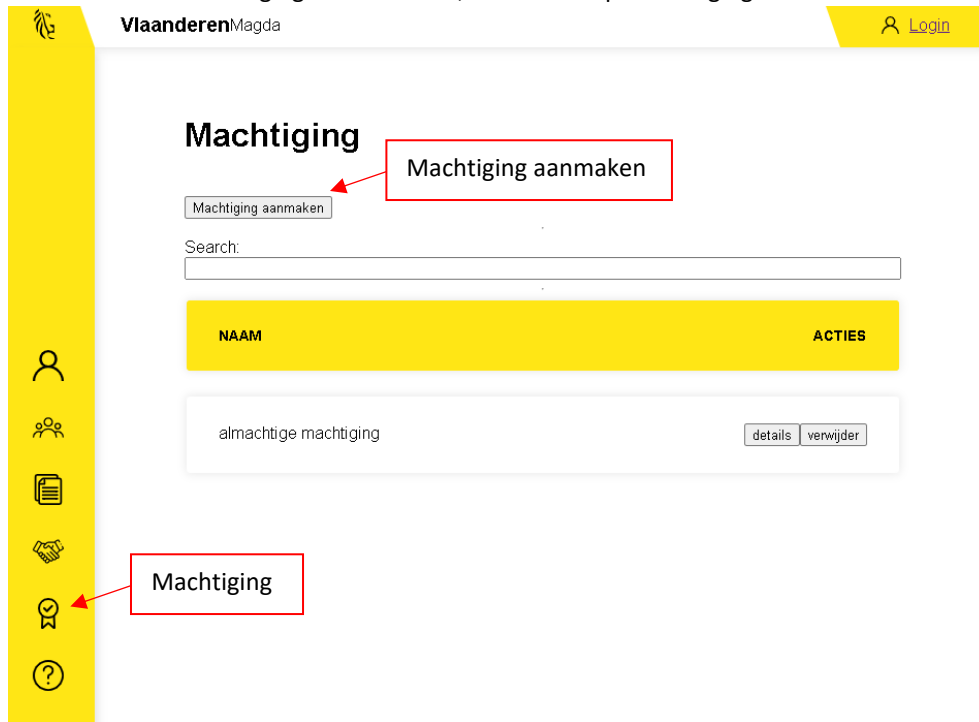 VlaanderenMagda
Login
Machtiging
Machtiging aanmaken
Machtiging aanmaken
Search:
NAAM ACTIES
almachtige machtiging details verwijder
Machtiging